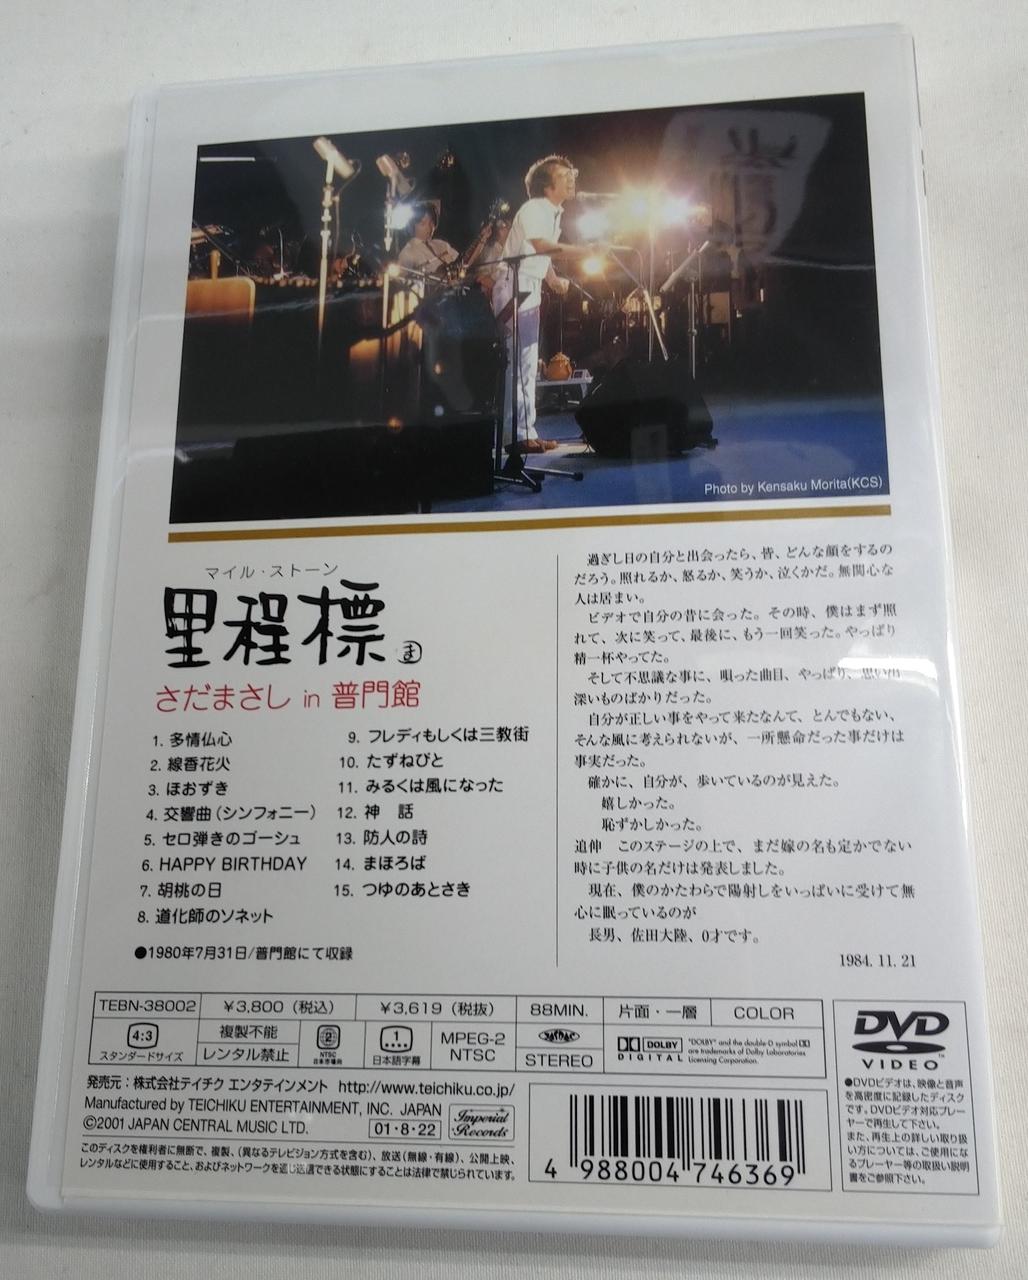 Photo by Kensaku Morita(KCS)
マイル・ストーン
里程標
ま
さだまさし in 普門館
1. 多情仏心
2. 線香花火
3. ほおずき
4. 交響曲(シンフォニー)
5. セロ弾きのゴーシュ
6. HAPPY BIRTHDAY
7. 胡桃の日
8. 道化師のソネット
9. フレディもしくは三教街
10. たずねびと
11. みるくは風になった
12. 神　話
13. 防人の詩
14. まほろば
15. つゆのあとさき
●1980年7月31日/普門館にて収録
過ぎし日の自分と出会ったら、皆、どんな顔をするの
だろう。照れるか、怒るか、笑うか、泣くかだ。無関心な
人は居まい。
ビデオで自分の昔に会った。その時、僕はまず照
れて、次に笑って、最後に、もう一回笑った。やっぱり
精一杯やってた。
そして不思議な事に、唄った曲目、やっぱり、思い出
深いものばかりだった。
自分が正しい事をやって来たなんて、とんでもない、
そんな風に考えられないが、一所懸命だった事だけは
事実だった。
確かに、自分が、歩いているのが見えた。
嬉しかった。
恥ずかしかった。
追伸　このステージの上で、まだ嫁の名も定かでない
時に子供の名だけは発表しました。
現在、僕のかたわらで陽射しをいっぱいに受けて無
心に眠っているのが
長男、佐田大陸、0才です。
1984. 11. 21
TEBN-38002
¥3,800（税込）
¥3,619（税抜）
88MIN.
片面・一層
COLOR
4:3
スタンダードサイズ
複製不能
レンタル禁止
2
NTSC
日本市場向
1
日本語字幕
MPEG-2
NTSC
STEREO
DOLBY
DIGITAL
"DOLBY" and the double-D symbol
are trademarks of Dolby Laboratories
Licensing Corporation.
DVD
VIDEO
TM
発売元：株式会社テイチク エンタテインメント http://www.teichiku.co.jp/
Manufactured by TEICHIKU ENTERTAINMENT, INC. JAPAN
©2001 JAPAN CENTRAL MUSIC LTD.
01・8・22
Imperial
Records
このディスクを権利者に無断で、複製、(異なるテレビジョン方式を含む)、放送(無線・有線)、公開上映、
レンタルなどに使用すること、およびネットワークを通じ送信できる状態にすることは法律で禁じられています。
4 988004 746369
●DVDビデオは、映像と音声
を高密度に記録したディスク
です。DVDビデオ対応プレー
ヤーで再生して下さい。
また、再生上の詳しい取り扱
い方については、ご使用にな
るプレーヤー等の取扱い説明
書をご参照下さい。